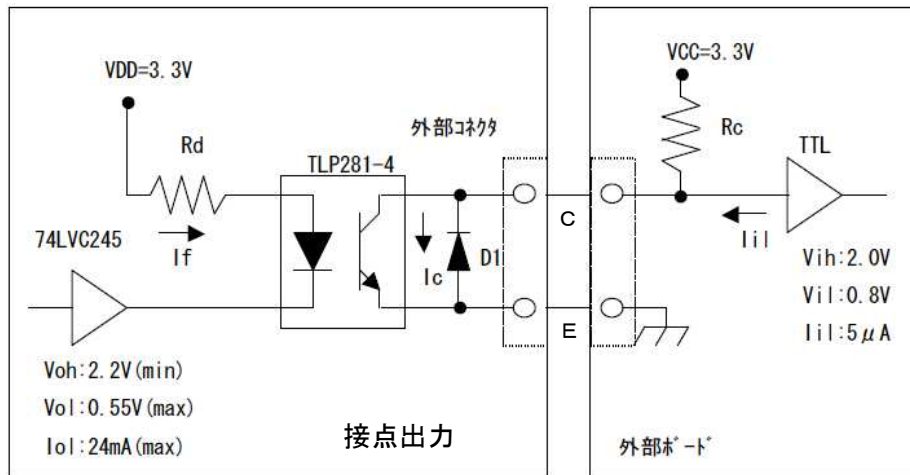 VDD=3.3V
Rd
If
74LVC245
Voh:2.2V(min)
Vol:0.55V(max)
Iol:24mA(max)
TLP281-4
Ic
D1
外部コネクタ
C
E
接点出力
VCC=3.3V
Rc
TTL
Iil
Vih:2.0V
Vil:0.8V
Iil:5μA
外部ボード